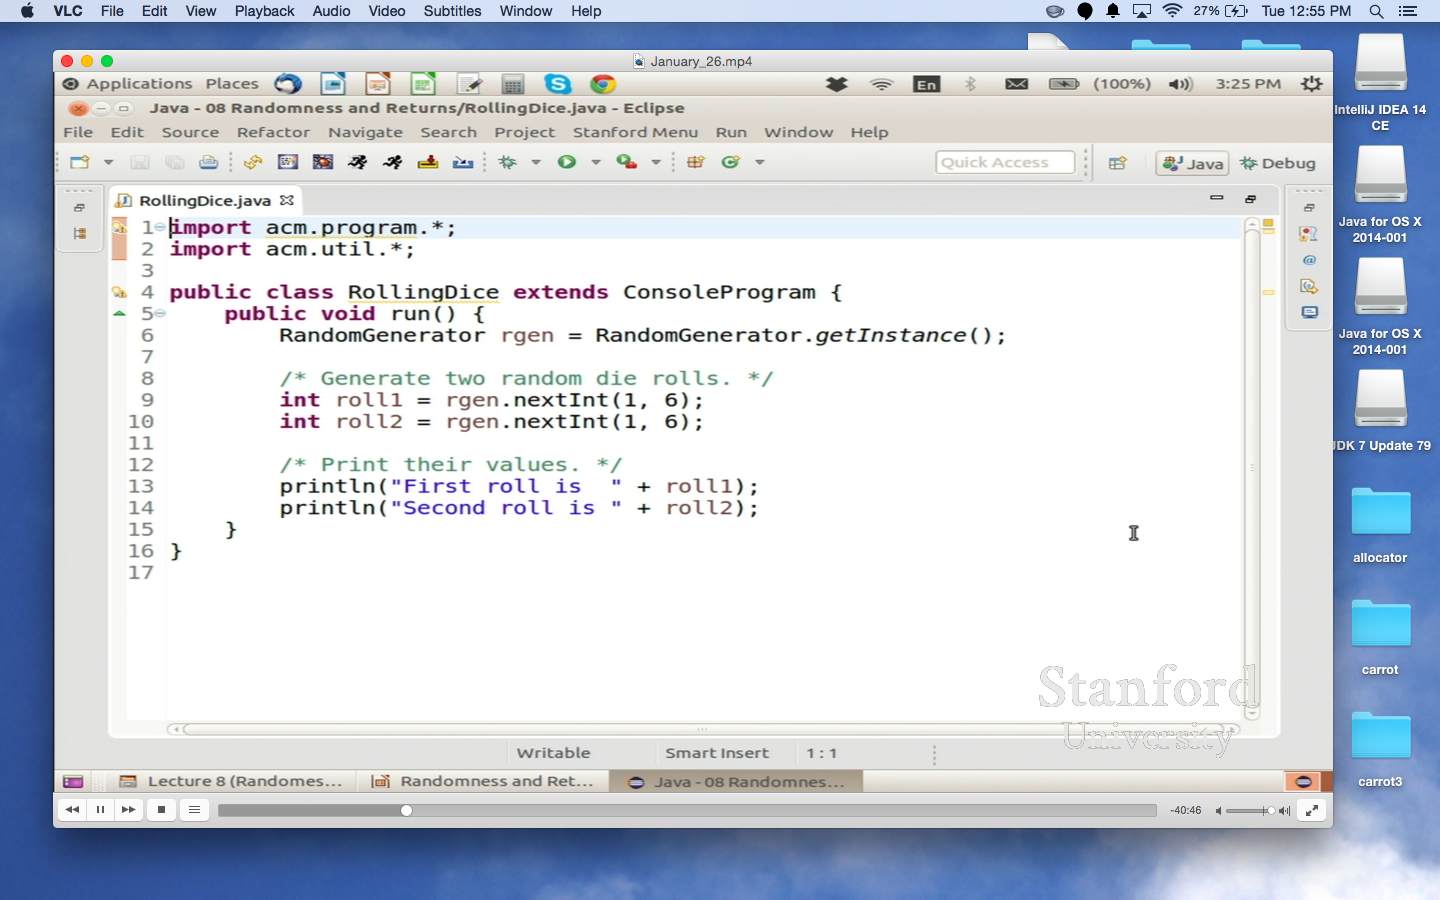 VLC File Edit View Playback Audio Video Subtitles Window Help 27% Tue 12:55 PM
January_26.mp4
Applications Places En (100%) 3:25 PM
Java - 08 Randomness and Returns/RollingDice.java - Eclipse
File Edit Source Refactor Navigate Search Project Stanford Menu Run Window Help
Quick Access Java Debug
RollingDice.java
1 import acm.program.*;
2 import acm.util.*;
3
4 public class RollingDice extends ConsoleProgram {
5 public void run() {
6 RandomGenerator rgen = RandomGenerator.getInstance();
7
8 /* Generate two random die rolls. */
9 int roll1 = rgen.nextInt(1, 6);
10 int roll2 = rgen.nextInt(1, 6);
11
12 /* Print their values. */
13 println("First roll is  " + roll1);
14 println("Second roll is " + roll2);
15 }
16 }
17
Stanford
University
Writable Smart Insert 1 : 1
Lecture 8 (Randomes... Randomness and Ret... Java - 08 Randomnes...
-40:46
IntelliJ IDEA 14
CE
Java for OS X
2014-001
Java for OS X
2014-001
JDK 7 Update 79
allocator
carrot
carrot3